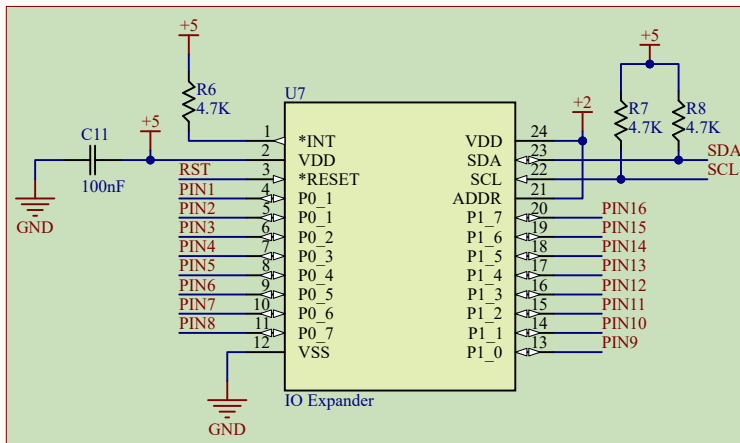 +5
+5
R6
4.7K
U7
C11
+5
100nF
GND
+2
R7
4.7K
R8
4.7K
SDA
SCL
1 *INT
2 VDD
RST 3 *RESET
PIN1 4 P0_1
PIN2 5 P0_1
PIN3 6 P0_2
PIN4 7 P0_3
PIN5 8 P0_4
PIN6 9 P0_5
PIN7 10 P0_6
PIN8 11 P0_7
12 VSS
VDD 24
SDA 23
SCL 22
ADDR 21
P1_7 20 PIN16
P1_6 19 PIN15
P1_5 18 PIN14
P1_4 17 PIN13
P1_3 16 PIN12
P1_2 15 PIN11
P1_1 14 PIN10
P1_0 13 PIN9
IO Expander
GND